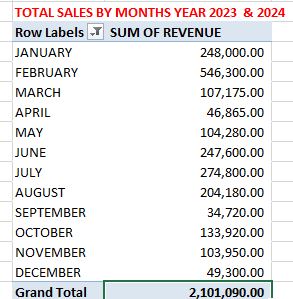 TOTAL SALES BY MONTHS YEAR 2023 & 2024
Row Labels SUM OF REVENUE
JANUARY 248,000.00
FEBRUARY 546,300.00
MARCH 107,175.00
APRIL 46,865.00
MAY 104,280.00
JUNE 247,600.00
JULY 274,800.00
AUGUST 204,180.00
SEPTEMBER 34,720.00
OCTOBER 133,920.00
NOVEMBER 103,950.00
DECEMBER 49,300.00
Grand Total 2,101,090.00